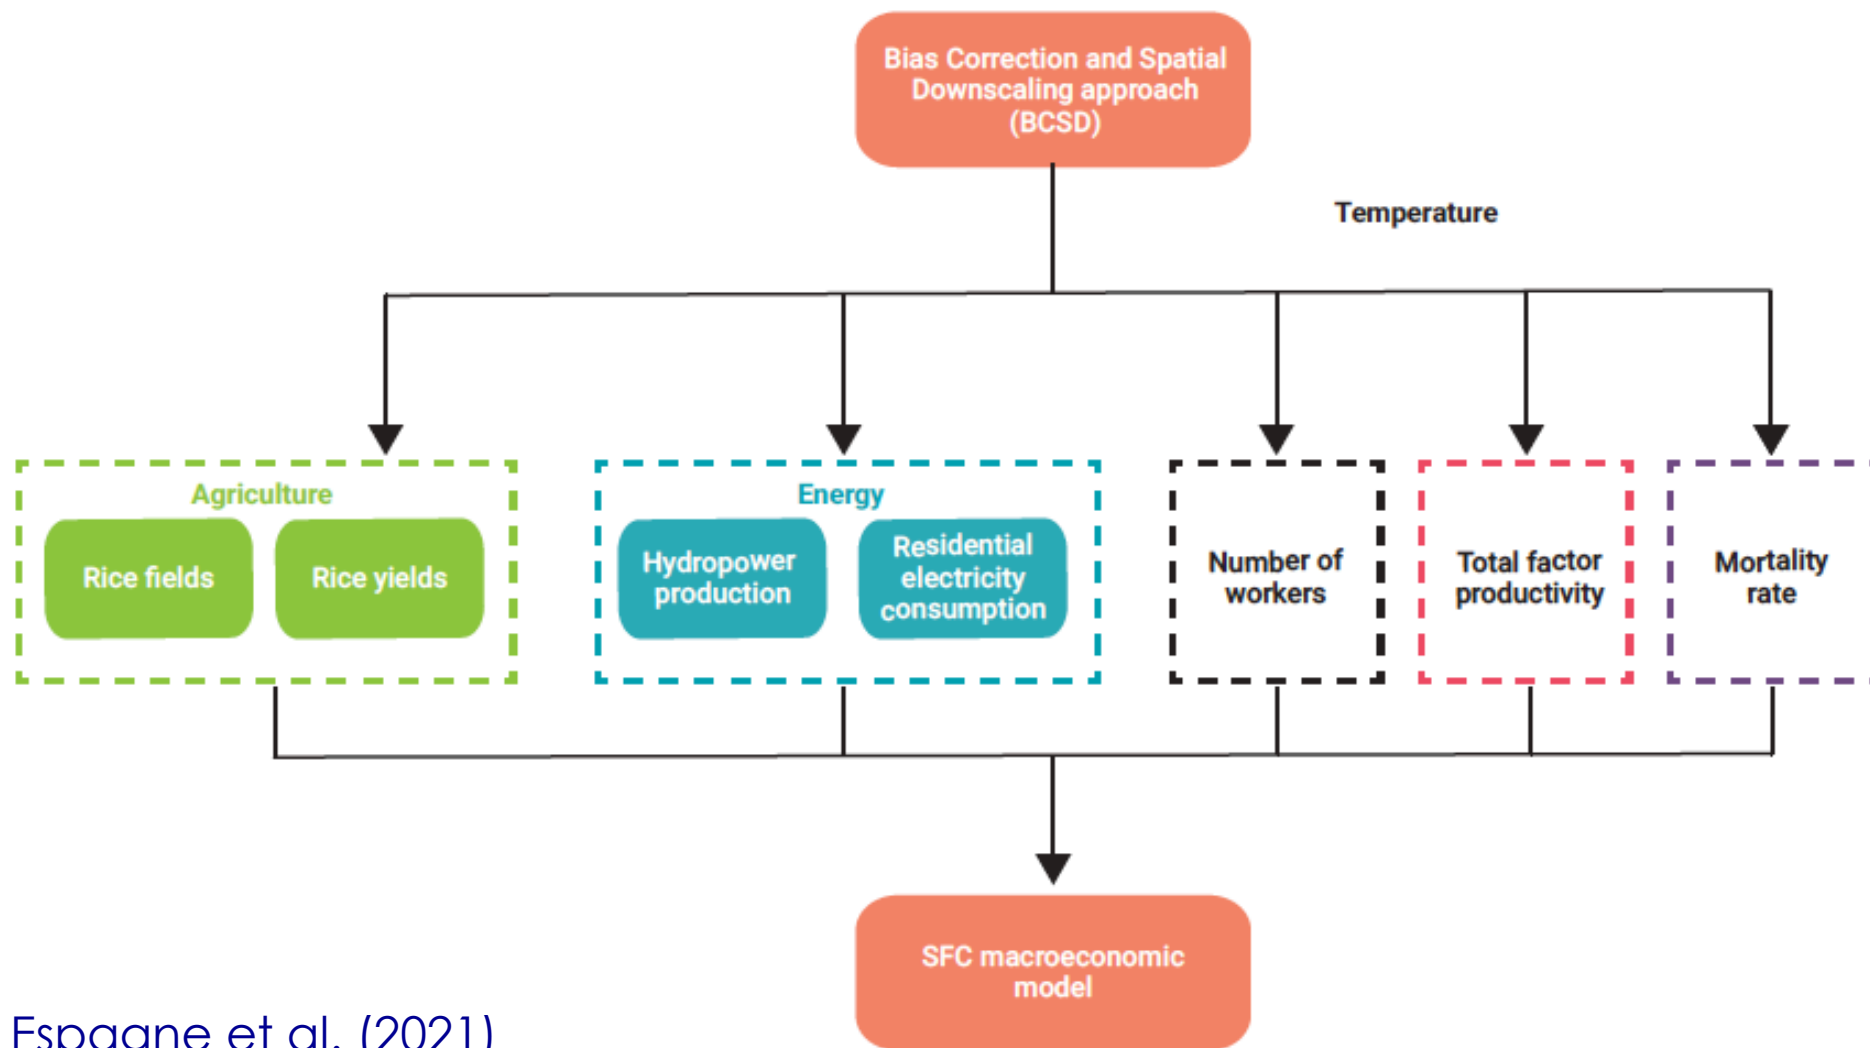 Bias Correction and Spatial
Downscaling approach
(BCSD)
Temperature
Agriculture
Rice fields
Rice yields
Energy
Hydropower
production
Residential
electricity
consumption
Number of
workers
Total factor
productivity
Mortality
rate
SFC macroeconomic
model
Espagne et al. (2021)